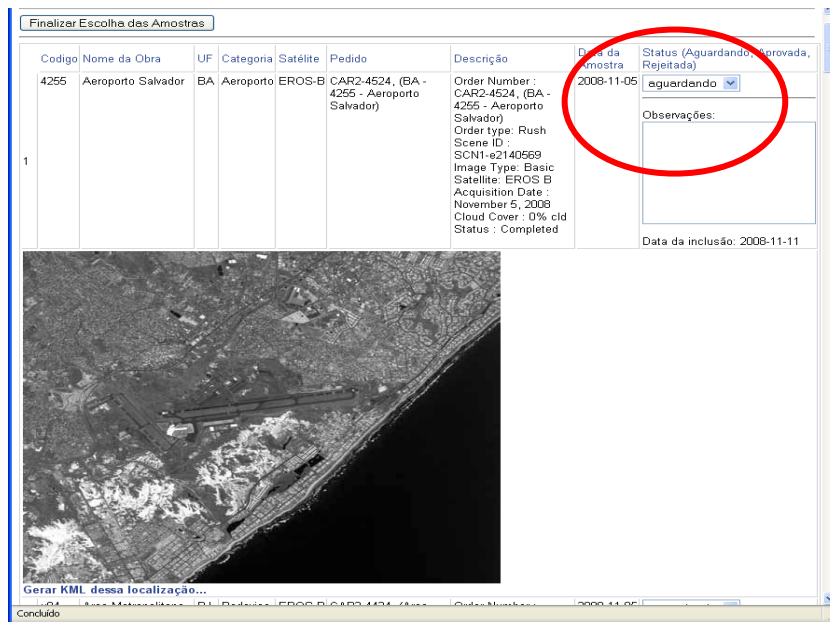 Finalizar Escolha das Amostras
Codigo Nome da Obra UF Categoria Satélite Pedido Descrição Data da Amostra Status (Aguardando, Aprovada, Rejeitada)
1
4255 Aeroporto Salvador BA Aeroporto EROS-B
CAR2-4524, (BA -
4255 - Aeroporto
Salvador)
Order Number :
CAR2-4524, (BA -
4255 - Aeroporto
Salvador)
Order type: Rush
Scene ID :
SCN1-e2140569
Image Type: Basic
Satellite: EROS B
Acquisition Date :
November 5, 2008
Cloud Cover : 0% cld
Status : Completed
2008-11-05
aguardando
Observações:
Data da inclusão: 2008-11-11
Gerar KML dessa localização...
Concluído